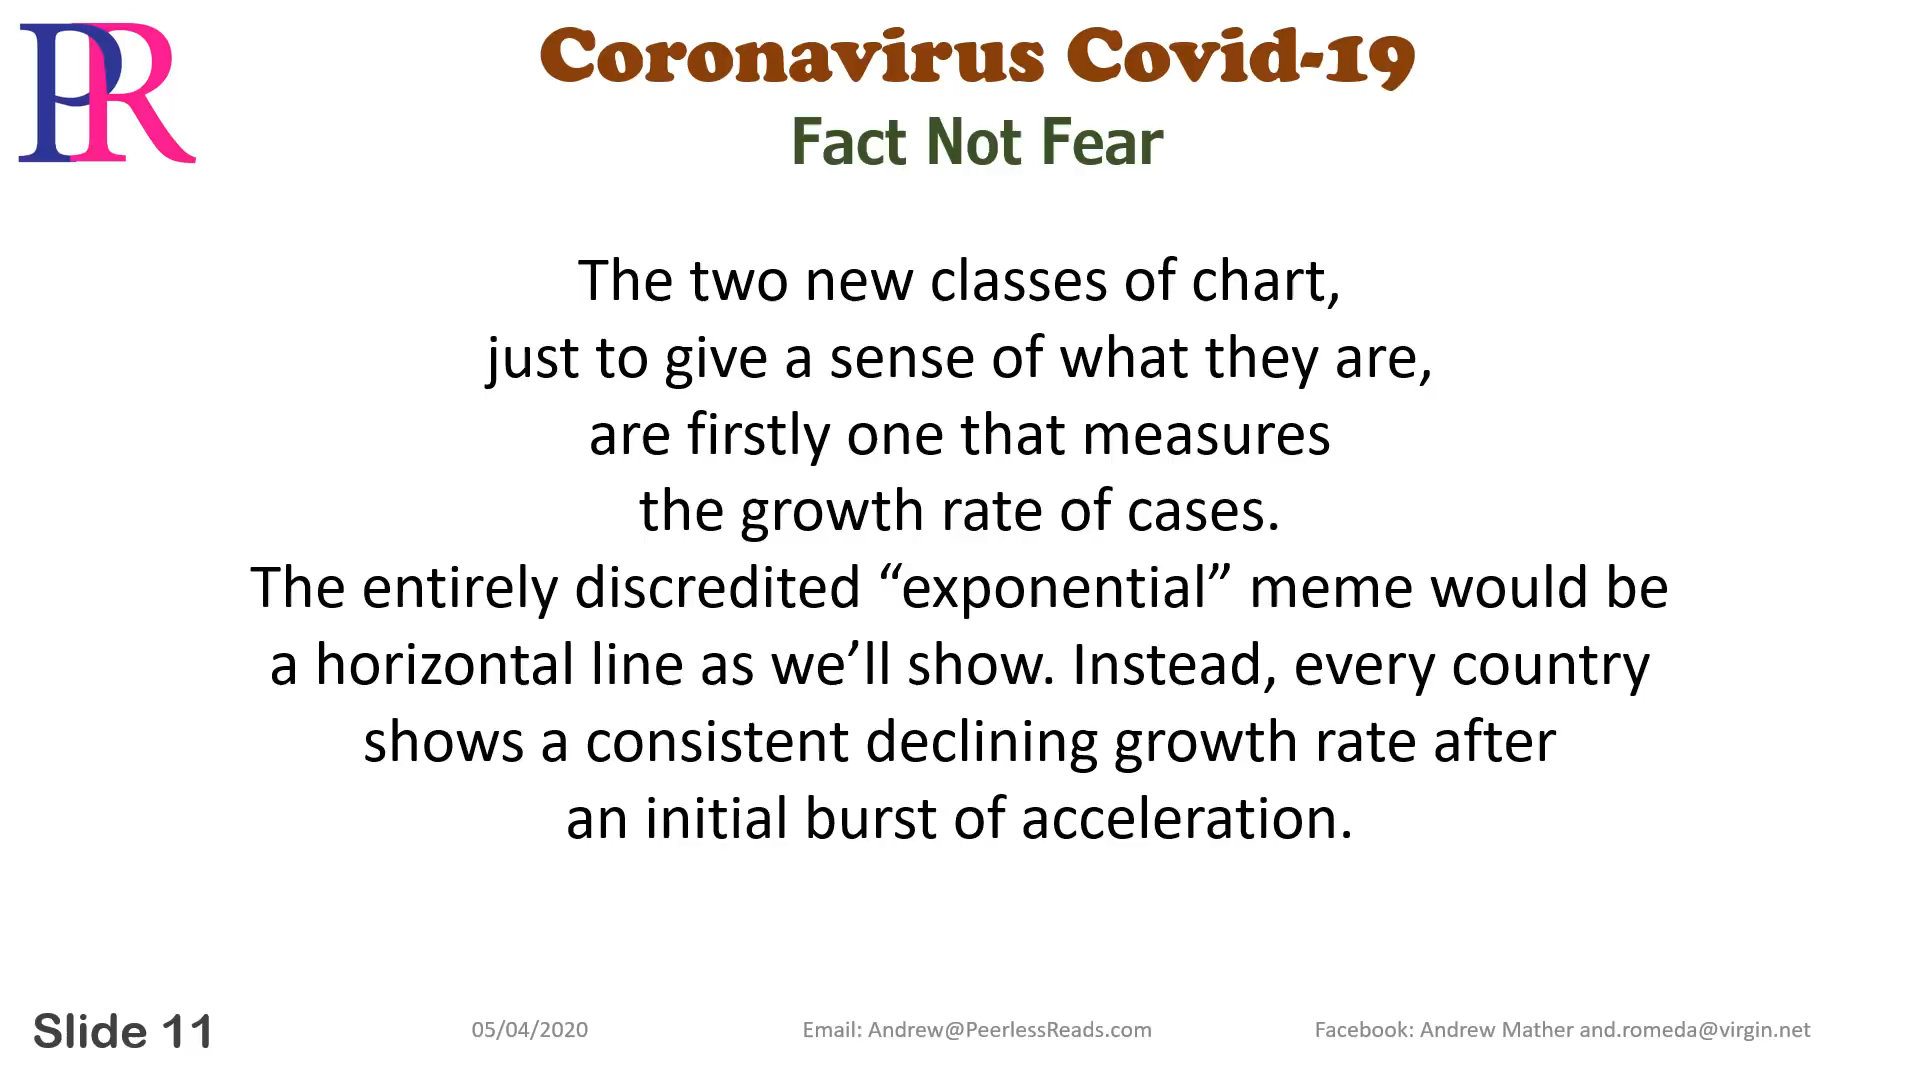 PR
Coronavirus Covid-19
Fact Not Fear
The two new classes of chart,
just to give a sense of what they are,
are firstly one that measures
the growth rate of cases.
The entirely discredited “exponential” meme would be
a horizontal line as we’ll show. Instead, every country
shows a consistent declining growth rate after
an initial burst of acceleration.
Slide 11
05/04/2020
Email: Andrew@PeerlessReads.com
Facebook: Andrew Mather and.romeda@virgin.net